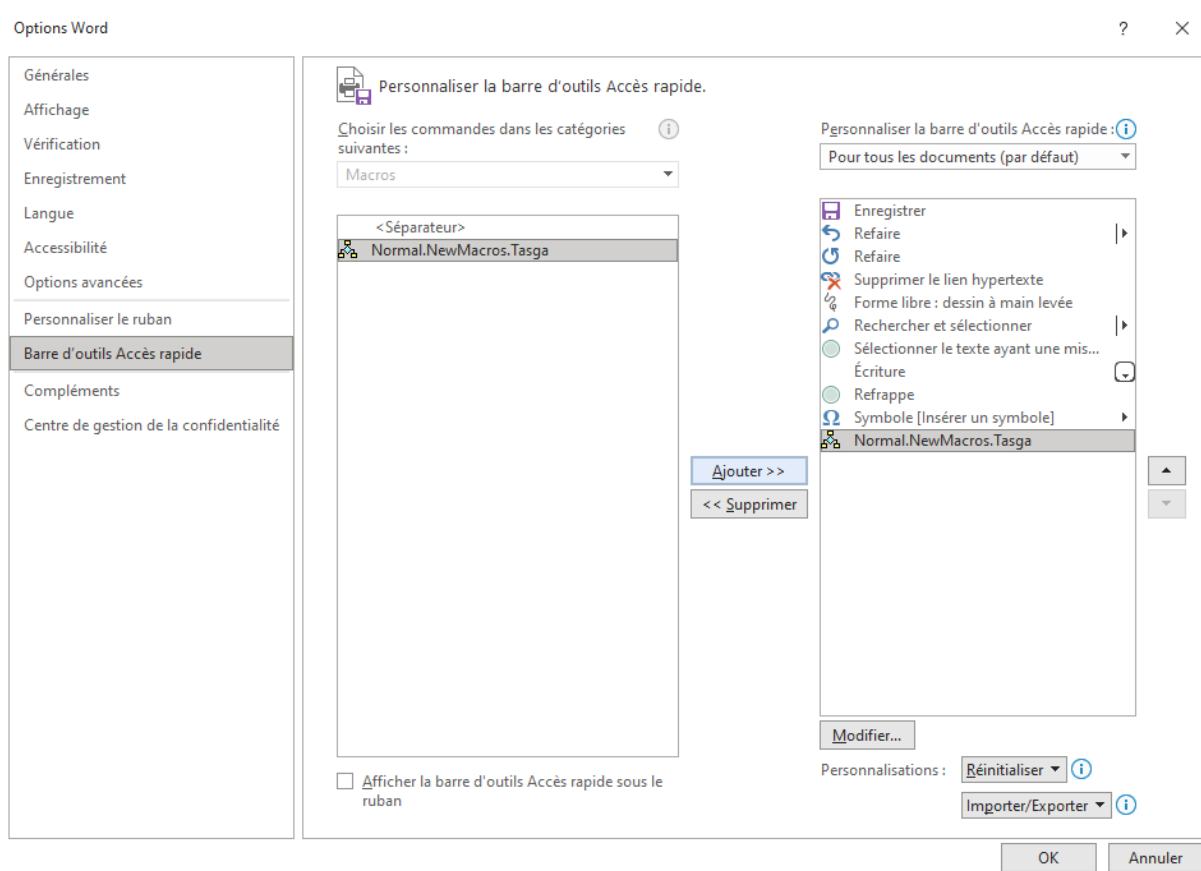 Options Word
?
Générales
Affichage
Vérification
Enregistrement
Langue
Accessibilité
Options avancées
Personnaliser le ruban
Barre d'outils Accès rapide
Compléments
Centre de gestion de la confidentialité
Personnaliser la barre d'outils Accès rapide.
Choisir les commandes dans les catégories
suivantes :
Macros
<Séparateur>
Normal.NewMacros.Tasga
Afficher la barre d'outils Accès rapide sous le
ruban
Ajouter >>
<< Supprimer
Personnaliser la barre d'outils Accès rapide :
Pour tous les documents (par défaut)
Enregistrer
Refaire
Refaire
Supprimer le lien hypertexte
Forme libre : dessin à main levée
Rechercher et sélectionner
Sélectionner le texte ayant une mis...
Écriture
Refrappe
Symbole [Insérer un symbole]
Normal.NewMacros.Tasga
Modifier...
Personnalisations :
Réinitialiser
Importer/Exporter
OK
Annuler